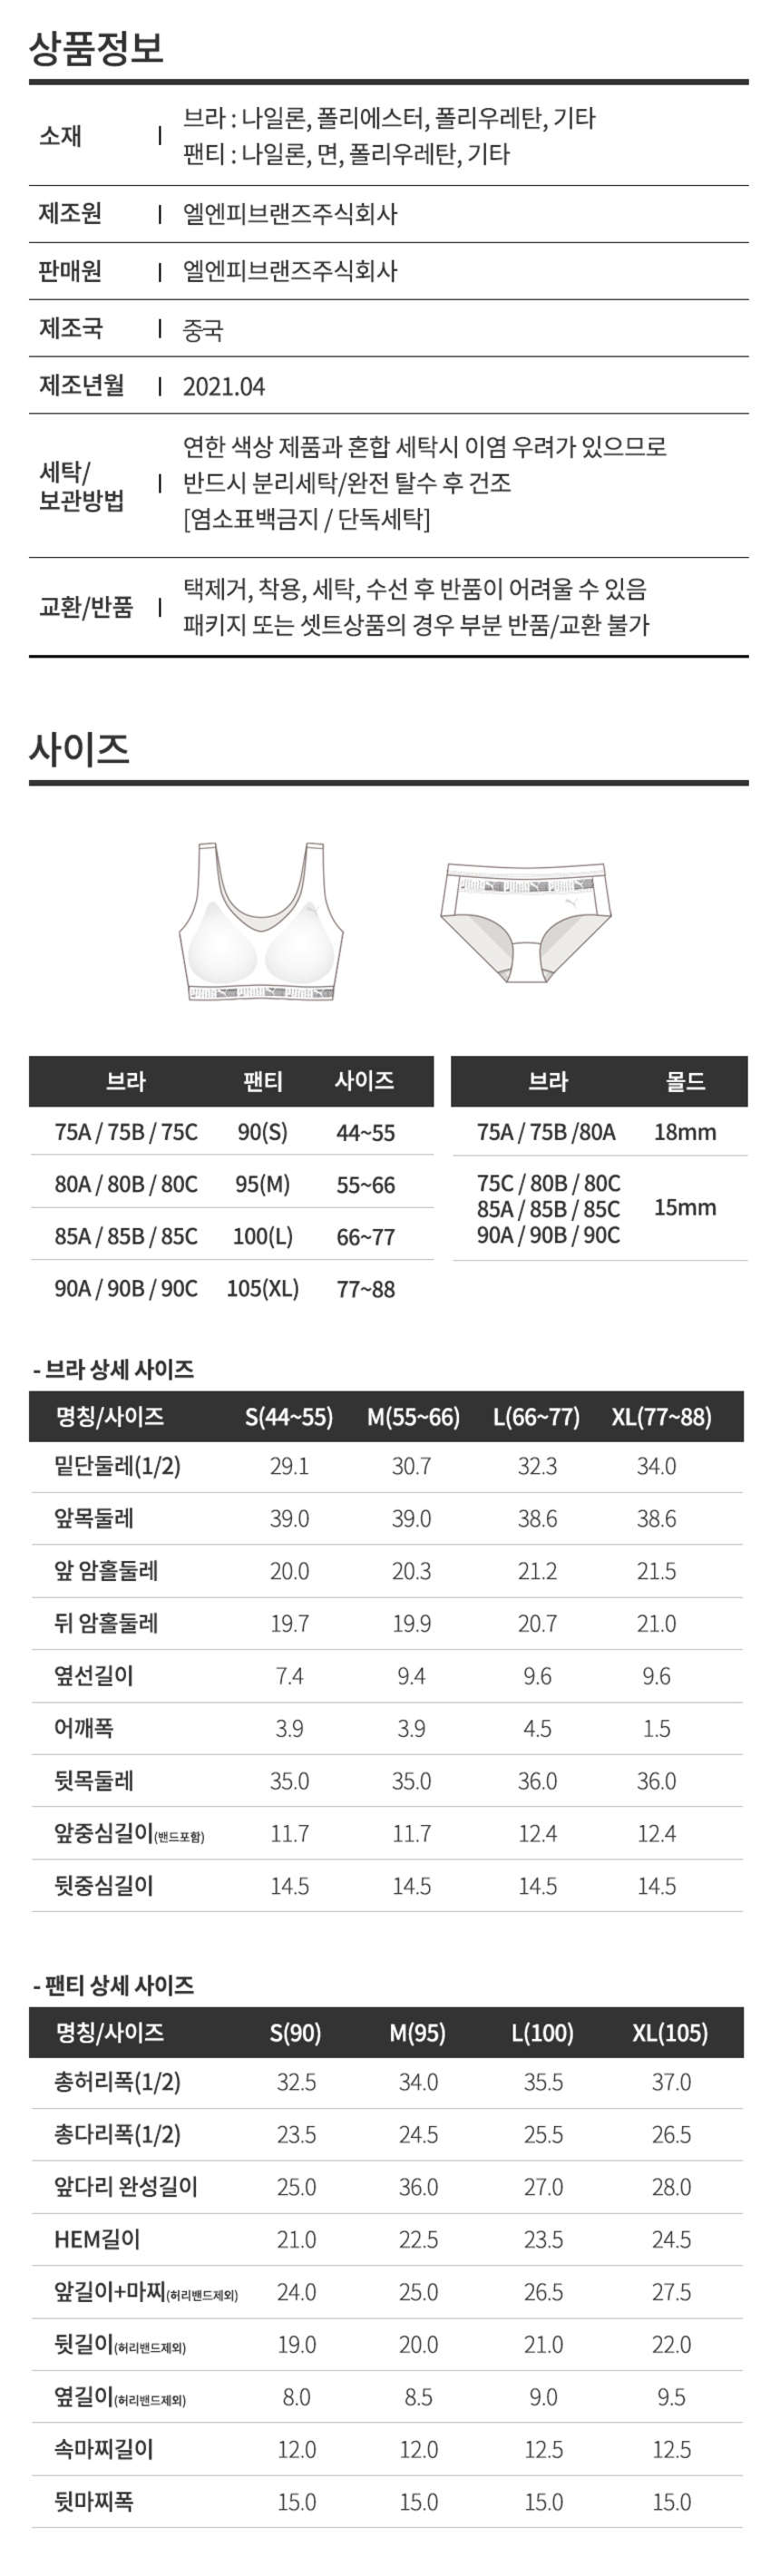 상품정보
소재 | 브라 : 나일론, 폴리에스터, 폴리우레탄, 기타
팬티 : 나일론, 면, 폴리우레탄, 기타
제조원 | 엘엔피브랜즈주식회사
판매원 | 엘엔피브랜즈주식회사
제조국 | 중국
제조년월 | 2021.04
세탁/
보관방법 | 연한 색상 제품과 혼합 세탁시 이염 우려가 있으므로
반드시 분리세탁/완전 탈수 후 건조
[염소표백금지 / 단독세탁]
교환/반품 | 택제거, 착용, 세탁, 수선 후 반품이 어려울 수 있음
패키지 또는 셋트상품의 경우 부분 반품/교환 불가
사이즈
브라 팬티 사이즈
75A / 75B / 75C 90(S) 44~55
80A / 80B / 80C 95(M) 55~66
85A / 85B / 85C 100(L) 66~77
90A / 90B / 90C 105(XL) 77~88
브라 몰드
75A / 75B /80A 18mm
75C / 80B / 80C
85A / 85B / 85C 15mm
90A / 90B / 90C
- 브라 상세 사이즈
명칭/사이즈 S(44~55) M(55~66) L(66~77) XL(77~88)
밑단둘레(1/2) 29.1 30.7 32.3 34.0
앞목둘레 39.0 39.0 38.6 38.6
앞 암홀둘레 20.0 20.3 21.2 21.5
뒤 암홀둘레 19.7 19.9 20.7 21.0
옆선길이 7.4 9.4 9.6 9.6
어깨폭 3.9 3.9 4.5 1.5
뒷목둘레 35.0 35.0 36.0 36.0
앞중심길이(밴드포함) 11.7 11.7 12.4 12.4
뒷중심길이 14.5 14.5 14.5 14.5
- 팬티 상세 사이즈
명칭/사이즈 S(90) M(95) L(100) XL(105)
총허리폭(1/2) 32.5 34.0 35.5 37.0
총다리폭(1/2) 23.5 24.5 25.5 26.5
앞다리 완성길이 25.0 36.0 27.0 28.0
HEM길이 21.0 22.5 23.5 24.5
앞길이+마찌(허리밴드제외) 24.0 25.0 26.5 27.5
뒷길이(허리밴드제외) 19.0 20.0 21.0 22.0
옆길이(허리밴드제외) 8.0 8.5 9.0 9.5
속마찌길이 12.0 12.0 12.5 12.5
뒷마찌폭 15.0 15.0 15.0 15.0